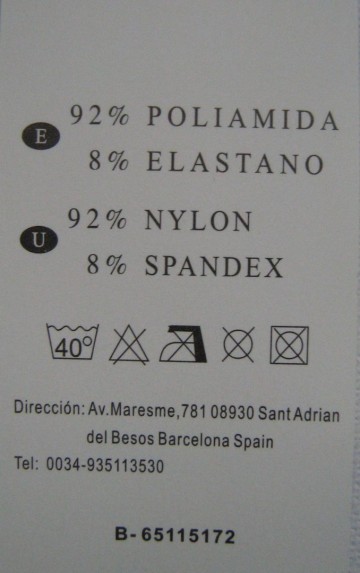 E 92% POLIAMIDA
8% ELASTANO
U 92% NYLON
8% SPANDEX
40°
Dirección: Av.Maresme,781 08930 Sant Adrian
del Besos Barcelona Spain
Tel: 0034-935113530
B-65115172